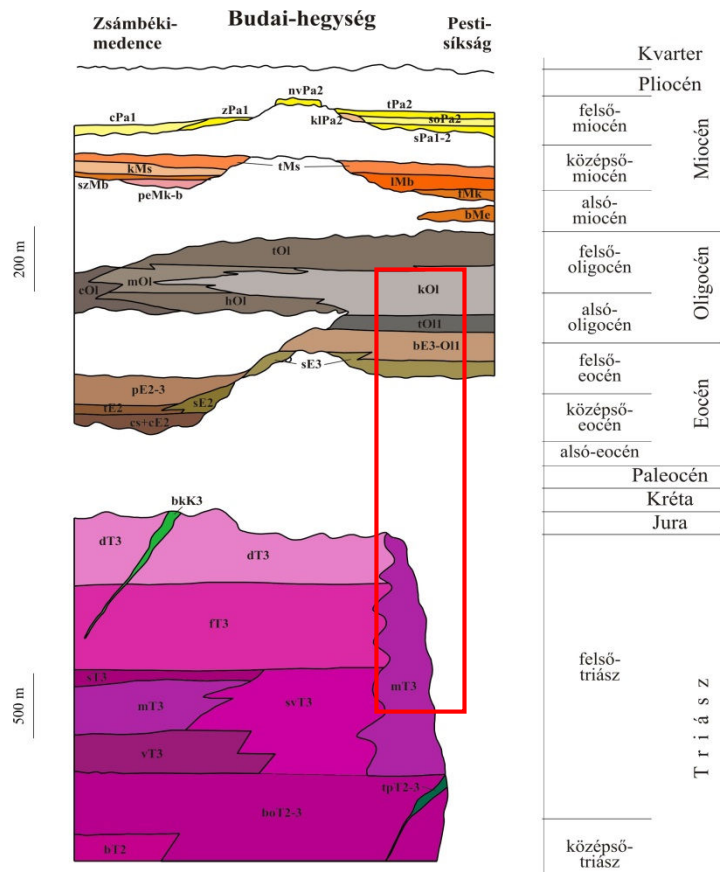 Zsámbéki-
medence
Budai-hegység
Pesti-
síkság
Kvarter
Pliocén
nvPa2
cPa1
zPa1
tPa2
klPa2
soPa2
sPa1-2
felső-
miocén
kMs
tMs
szMb
peMk-b
lMb
fMk
bMe
középső-
miocén
alsó-
miocén
Miocén
200 m
tOl
cOl
mOl
kOl
hOl
tOl1
bE3-Ol1
felső-
oligocén
alsó-
oligocén
Oligocén
sE3
pE2-3
tE2
sE2
cs+cE2
felső-
eocén
középső-
eocén
alsó-eocén
Eocén
Paleocén
Kréta
Jura
bkK3
dT3
dT3
fT3
sT3
500 m
mT3
svT3
mT3
vT3
tpT2-3
boT2-3
bT2
felső-
triász
középső-
triász
Triász